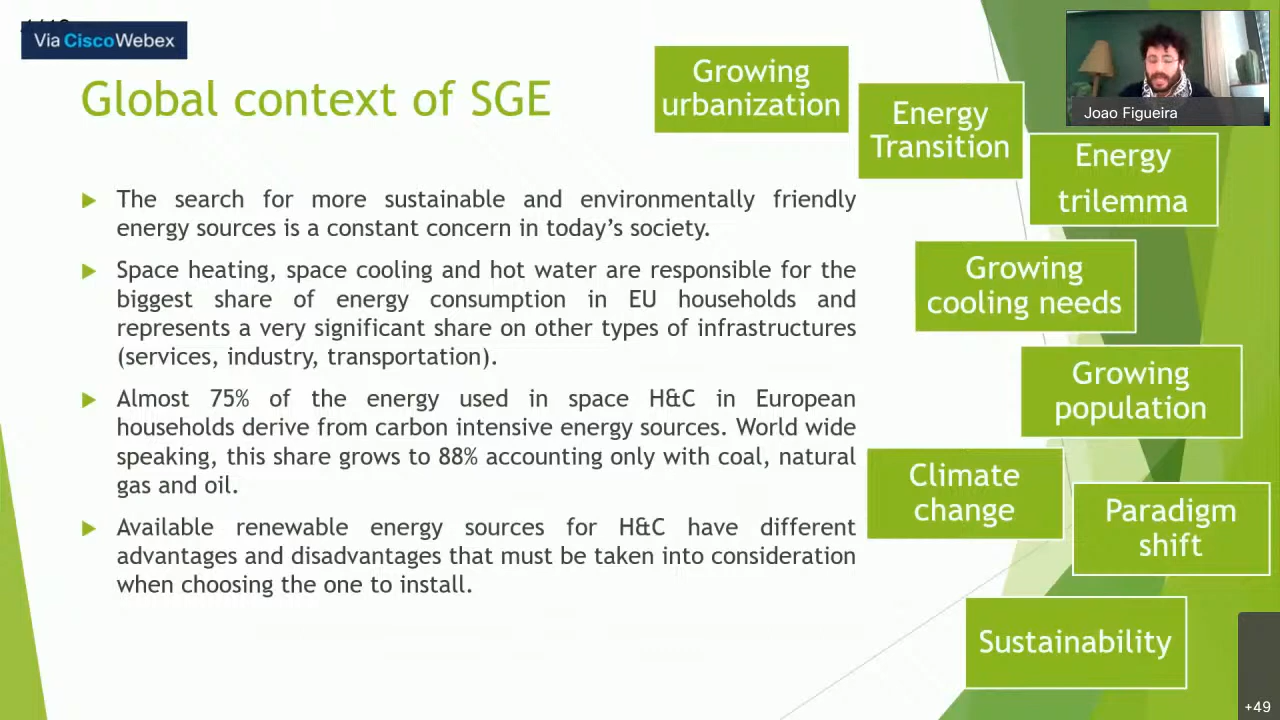 Via CiscoWebex
Global context of SGE
The search for more sustainable and environmentally friendly
energy sources is a constant concern in today's society.
Space heating, space cooling and hot water are responsible for the
biggest share of energy consumption in EU households and
represents a very significant share on other types of infrastructures
(services, industry, transportation).
Almost 75% of the energy used in space H&C in European
households derive from carbon intensive energy sources. World wide
speaking, this share grows to 88% accounting only with coal, natural
gas and oil.
Available renewable energy sources for H&C have different
advantages and disadvantages that must be taken into consideration
when choosing the one to install.
Growing
urbanization
Energy
Transition
Joao Figueira
Energy
trilemma
Growing
cooling needs
Growing
population
Climate
change
Paradigm
shift
Sustainability
+49